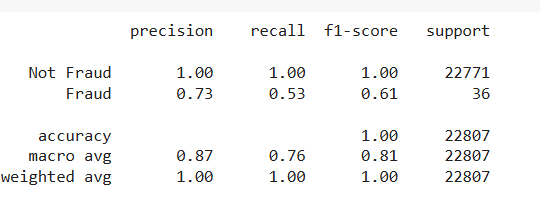 precision recall f1-score support
Not Fraud 1.00 1.00 1.00 22771
Fraud 0.73 0.53 0.61 36
accuracy 1.00 22807
macro avg 0.87 0.76 0.81 22807
weighted avg 1.00 1.00 1.00 22807